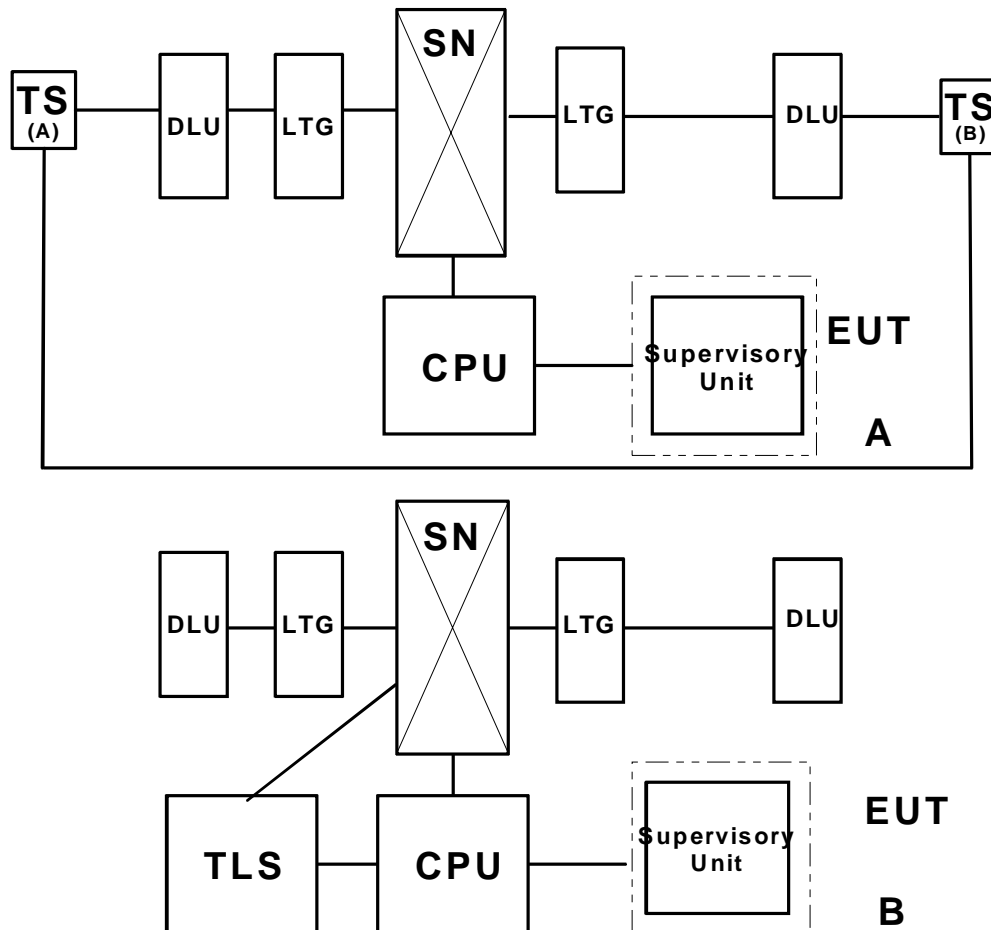 SN
TS
(A)
DLU
LTG
LTG
DLU
TS
(B)
CPU
Supervisory
Unit
EUT
A
SN
DLU
LTG
LTG
DLU
TLS
CPU
Supervisory
Unit
EUT
B